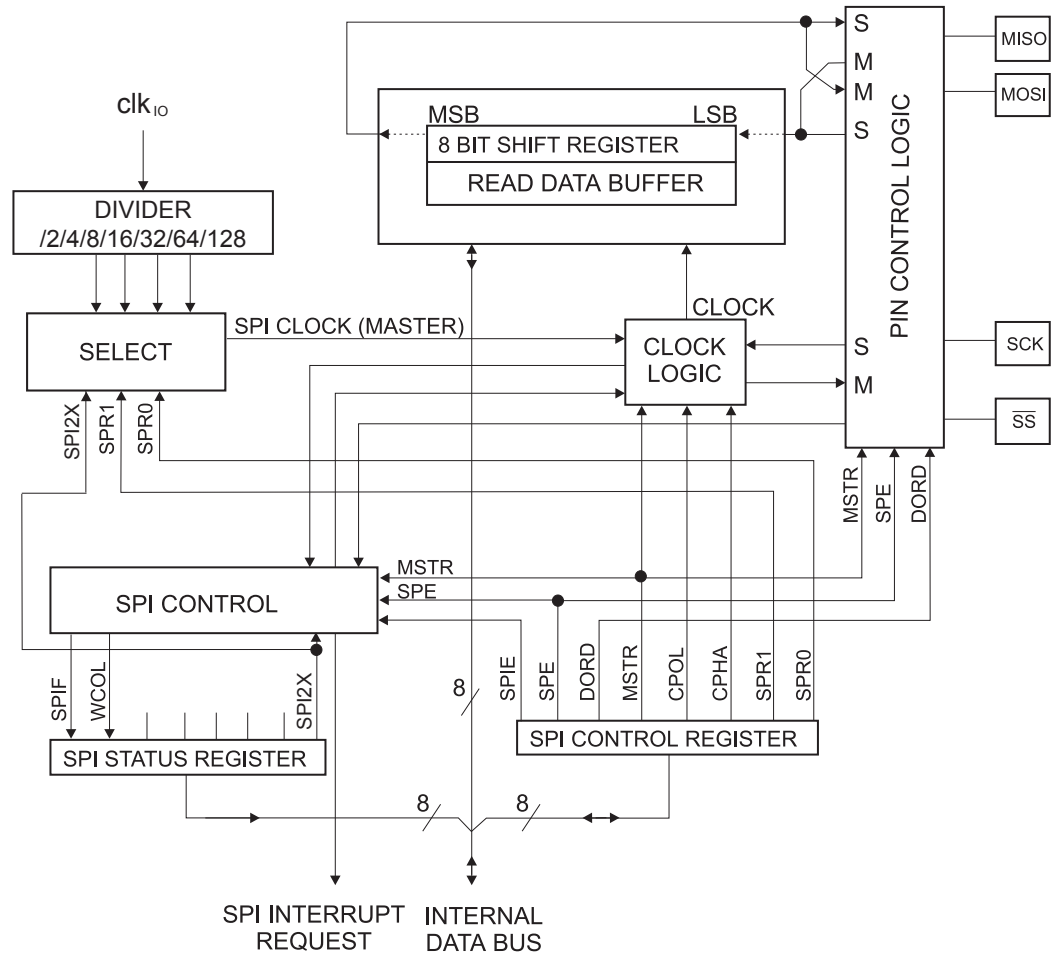 S
MISO
M
M
MOSI
clk IO
MSB
LSB
S
8 BIT SHIFT REGISTER
READ DATA BUFFER
PIN CONTROL LOGIC
DIVIDER
/2/4/8/16/32/64/128
CLOCK
SPI CLOCK (MASTER)
SELECT
CLOCK
LOGIC
S
SCK
M
SS
SPI2X
SPR1
SPR0
MSTR
SPE
DORD
MSTR
SPE
SPI CONTROL
SPIF
WCOL
SPI2X
8
SPIE
SPE
DORD
MSTR
CPOL
CPHA
SPR1
SPR0
SPI STATUS REGISTER
SPI CONTROL REGISTER
8
8
SPI INTERRUPT
REQUEST
INTERNAL
DATA BUS